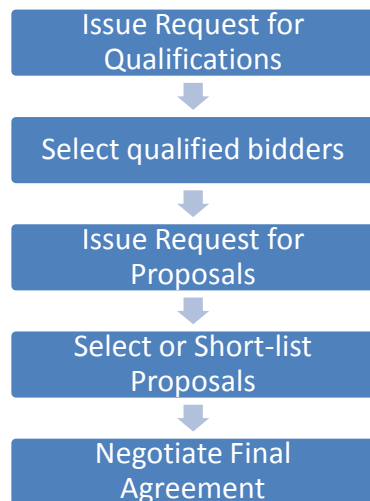 Issue Request for
Qualifications
Select qualified bidders
Issue Request for
Proposals
Select or Short-list
Proposals
Negotiate Final
Agreement